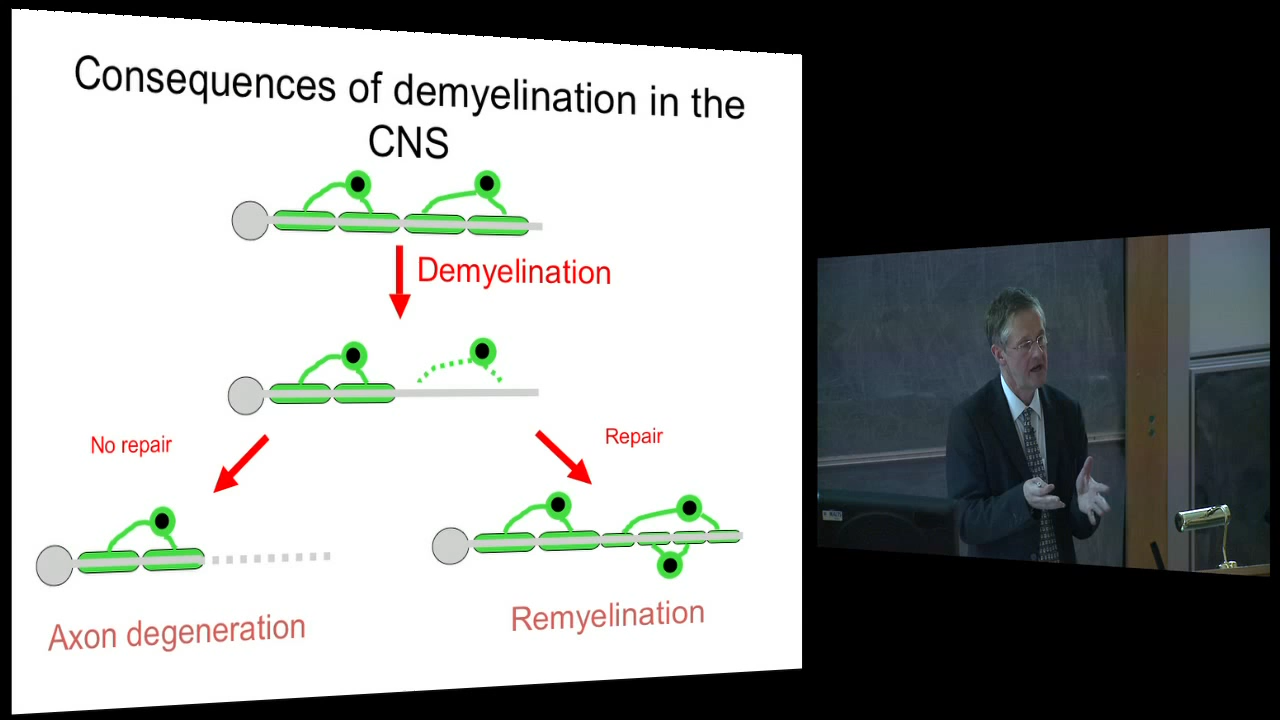 Consequences of demyelination in the
CNS
Demyelination
No repair
Repair
Axon degeneration
Remyelination